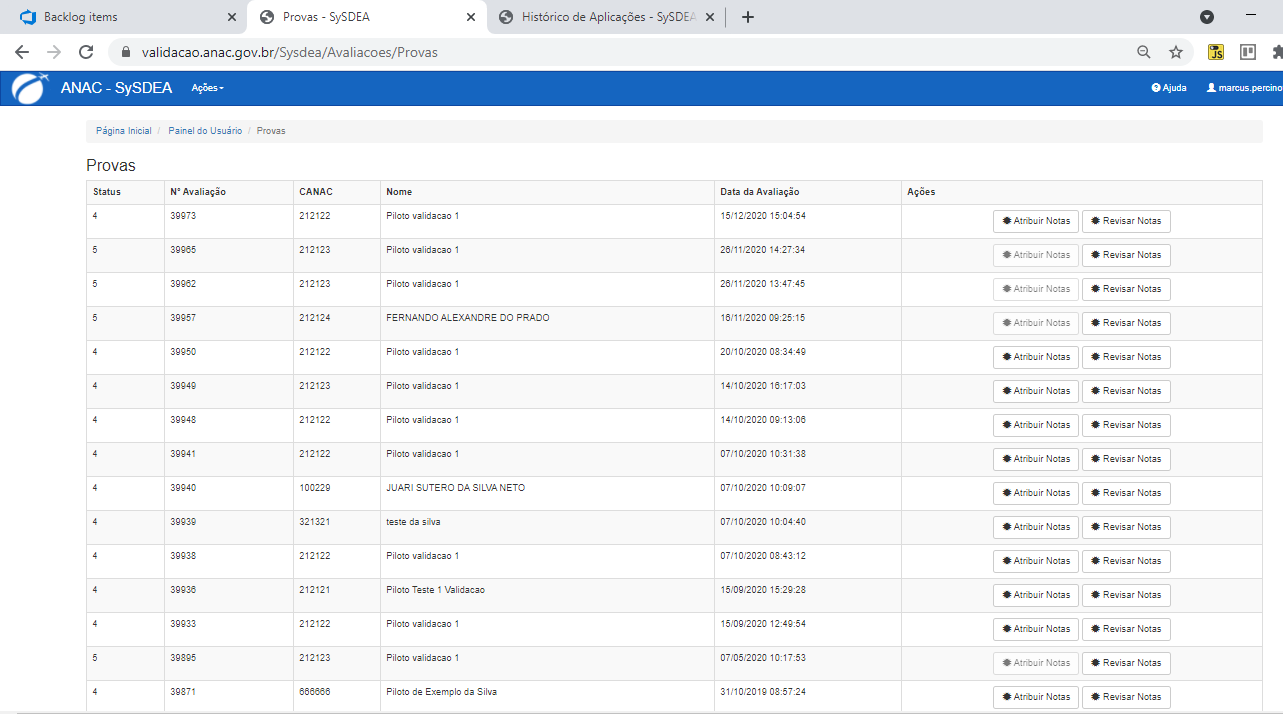 Backlog items
Provas - SySDEA
Histórico de Aplicações - SySDEA
validacao.anac.gov.br/Sysdea/Avaliacoes/Provas
JS
ANAC - SySDEA Ações
Ajuda marcus.percino
Página Inicial / Painel do Usuário / Provas
Provas
Status N° Avaliação CANAC Nome Data da Avaliação Ações
4 39973 212122 Piloto validacao 1 15/12/2020 15:04:54 Atribuir Notas Revisar Notas
5 39965 212123 Piloto validacao 1 26/11/2020 14:27:34 Atribuir Notas Revisar Notas
5 39962 212123 Piloto validacao 1 26/11/2020 13:47:45 Atribuir Notas Revisar Notas
5 39957 212124 FERNANDO ALEXANDRE DO PRADO 16/11/2020 09:25:15 Atribuir Notas Revisar Notas
4 39950 212122 Piloto validacao 1 20/10/2020 08:34:49 Atribuir Notas Revisar Notas
4 39949 212123 Piloto validacao 1 14/10/2020 16:17:03 Atribuir Notas Revisar Notas
4 39948 212122 Piloto validacao 1 14/10/2020 09:13:06 Atribuir Notas Revisar Notas
4 39941 212122 Piloto validacao 1 07/10/2020 10:31:38 Atribuir Notas Revisar Notas
4 39940 100229 JUARI SUTERO DA SILVA NETO 07/10/2020 10:09:07 Atribuir Notas Revisar Notas
4 39939 321321 teste da silva 07/10/2020 10:04:40 Atribuir Notas Revisar Notas
4 39938 212122 Piloto validacao 1 07/10/2020 08:43:12 Atribuir Notas Revisar Notas
4 39936 212121 Piloto Teste 1 Validacao 15/09/2020 15:29:28 Atribuir Notas Revisar Notas
4 39933 212122 Piloto validacao 1 15/09/2020 12:49:54 Atribuir Notas Revisar Notas
5 39895 212123 Piloto validacao 1 07/05/2020 10:17:53 Atribuir Notas Revisar Notas
4 39871 666666 Piloto de Exemplo da Silva 31/10/2019 08:57:24 Atribuir Notas Revisar Notas